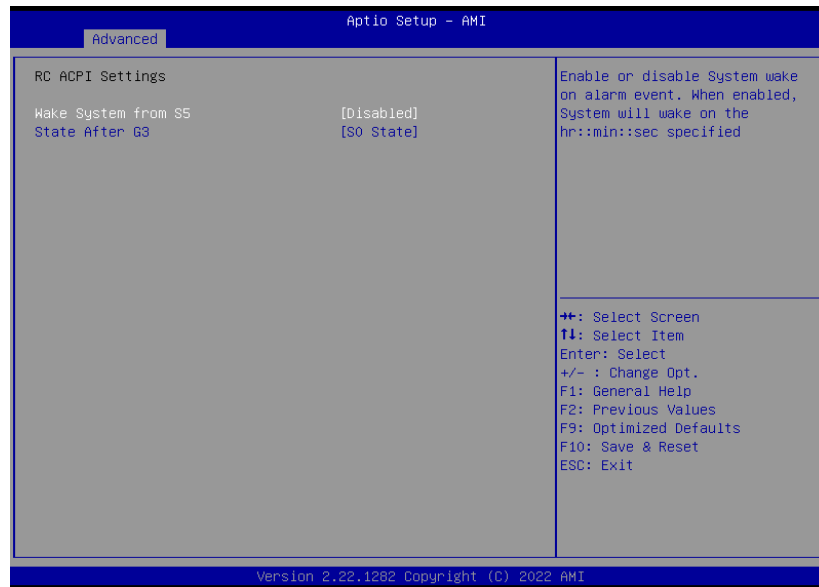 Aptio Setup – AMI
Advanced
RC ACPI Settings
Wake System from S5 [Disabled]
State After G3 [S0 State]
Enable or disable System wake
on alarm event. When enabled,
System will wake on the
hr::min::sec specified
→←: Select Screen
↑↓: Select Item
Enter: Select
+/- : Change Opt.
F1: General Help
F2: Previous Values
F9: Optimized Defaults
F10: Save & Reset
ESC: Exit
Version 2.22.1282 Copyright (C) 2022 AMI